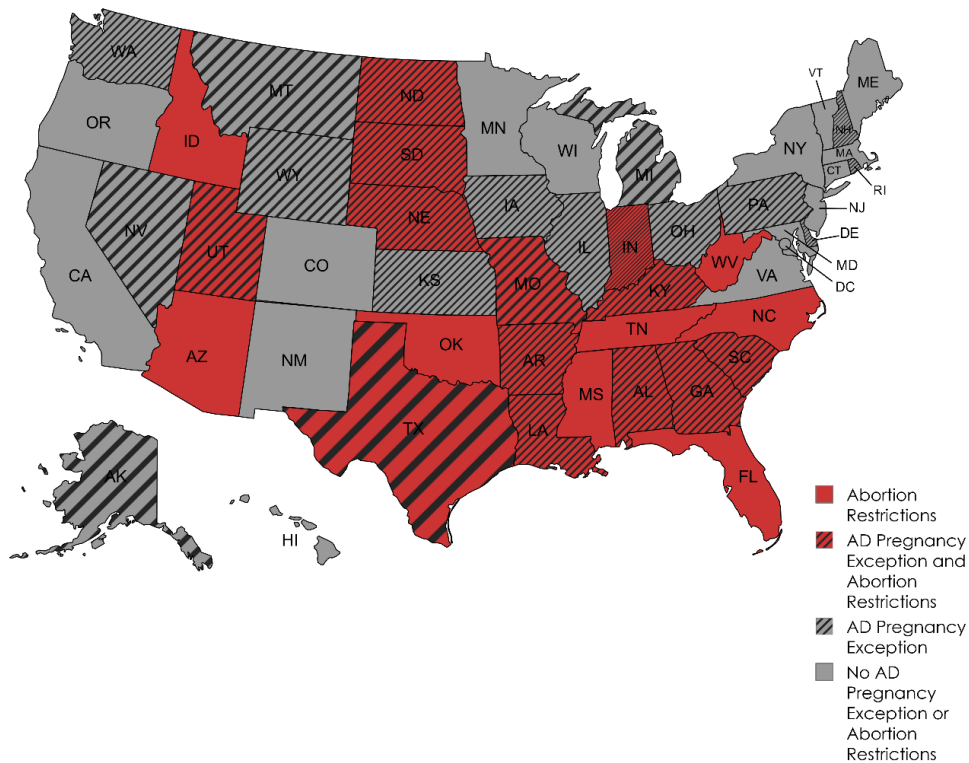 WA
MT
ND
MN
VT
ME
OR
ID
SD
WI
MI
NY
NH
MA
CT
RI
WY
NE
IA
PA
NJ
NV
UT
CO
KS
IL
IN
OH
DE
MD
DC
CA
MO
KY
WV
VA
AZ
NM
OK
AR
TN
NC
SC
MS
AL
GA
TX
LA
FL
AK
HI
Abortion
Restrictions
AD Pregnancy
Exception and
Abortion
Restrictions
AD Pregnancy
Exception
No AD
Pregnancy
Exception or
Abortion
Restrictions